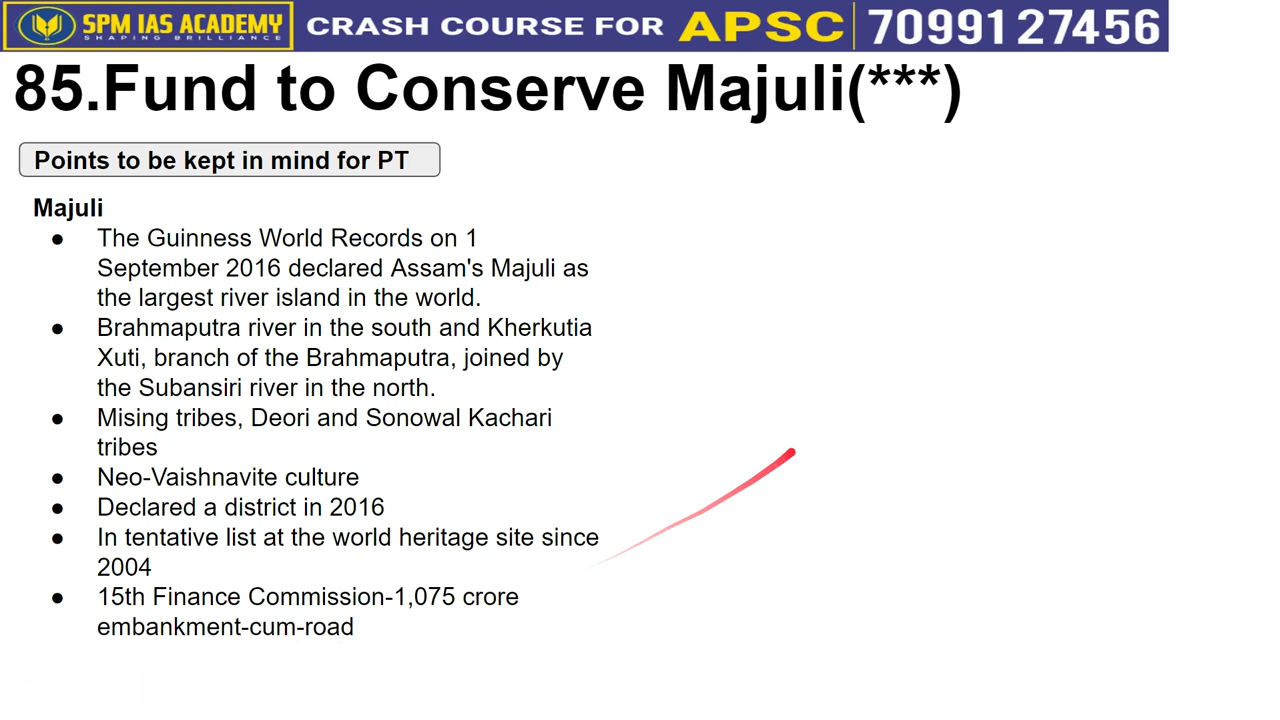 SPM IAS ACADEMY
SHAPING BRILLIANCE
CRASH COURSE FOR APSC 70991 27456
85.Fund to Conserve Majuli(***)
Points to be kept in mind for PT
Majuli
● The Guinness World Records on 1
September 2016 declared Assam's Majuli as
the largest river island in the world.
● Brahmaputra river in the south and Kherkutia
Xuti, branch of the Brahmaputra, joined by
the Subansiri river in the north.
● Mising tribes, Deori and Sonowal Kachari
tribes
● Neo-Vaishnavite culture
● Declared a district in 2016
● In tentative list at the world heritage site since
2004
● 15th Finance Commission-1,075 crore
embankment-cum-road